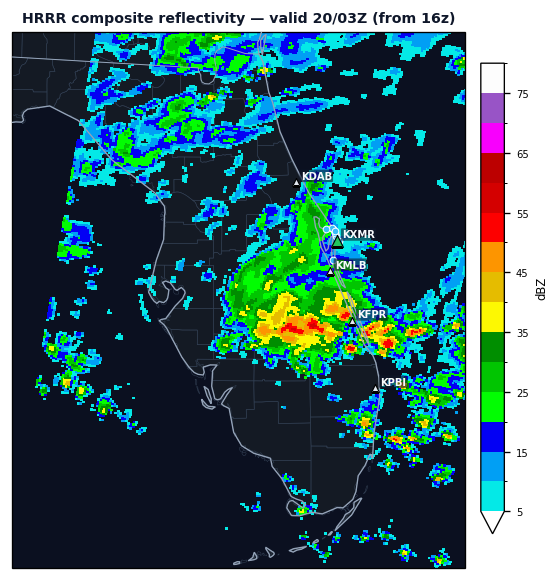 HRRR composite reflectivity — valid 20/03Z (from 16z)
KDAB
KXMR
KMLB
KFPR
KPBI
75
65
55
45
35
25
15
5
dBZ